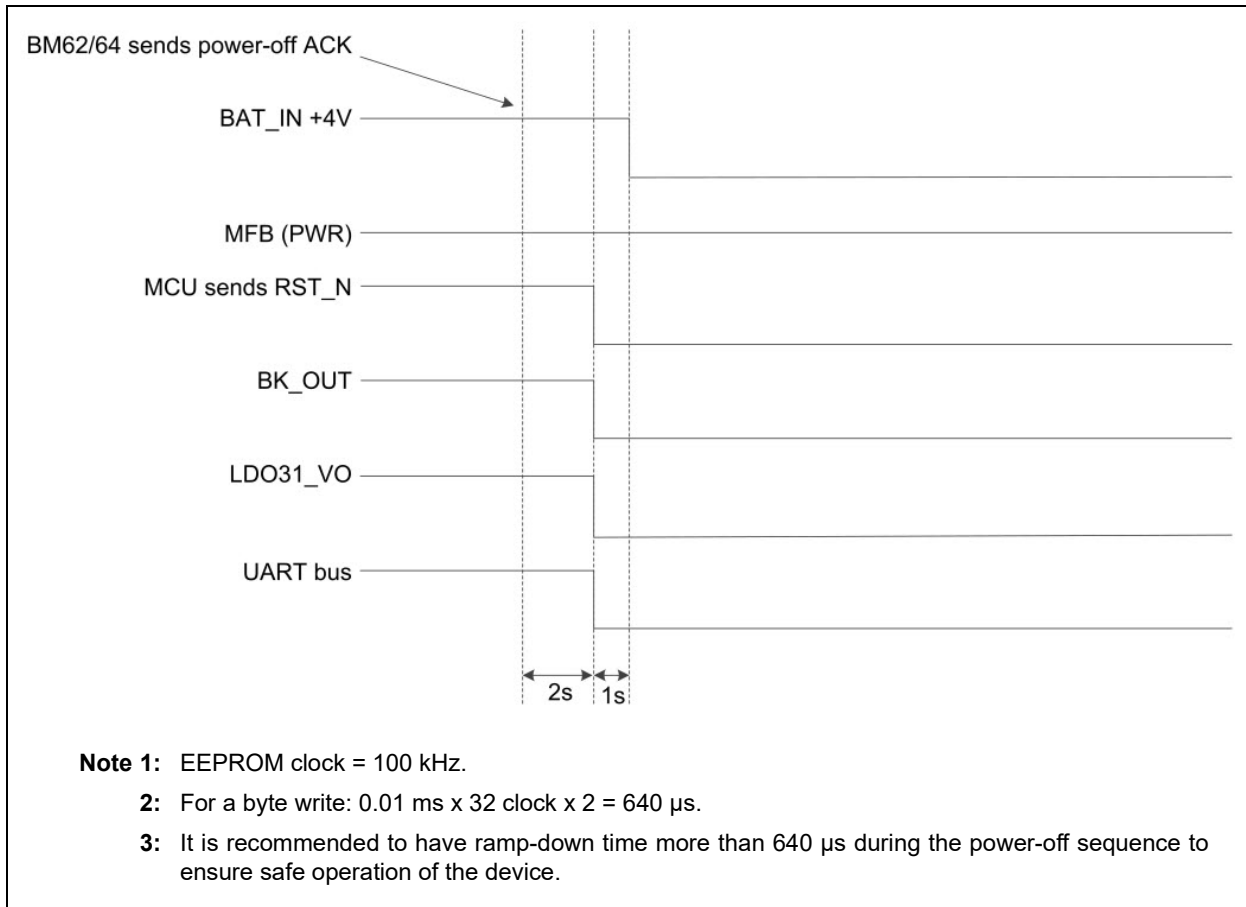 BM62/64 sends power-off ACK
BAT_IN +4V
MFB (PWR)
MCU sends RST_N
BK_OUT
LDO31_VO
UART bus
2s 1s
Note 1: EEPROM clock = 100 kHz.
2: For a byte write: 0.01 ms x 32 clock x 2 = 640 µs.
3: It is recommended to have ramp-down time more than 640 µs during the power-off sequence to
ensure safe operation of the device.